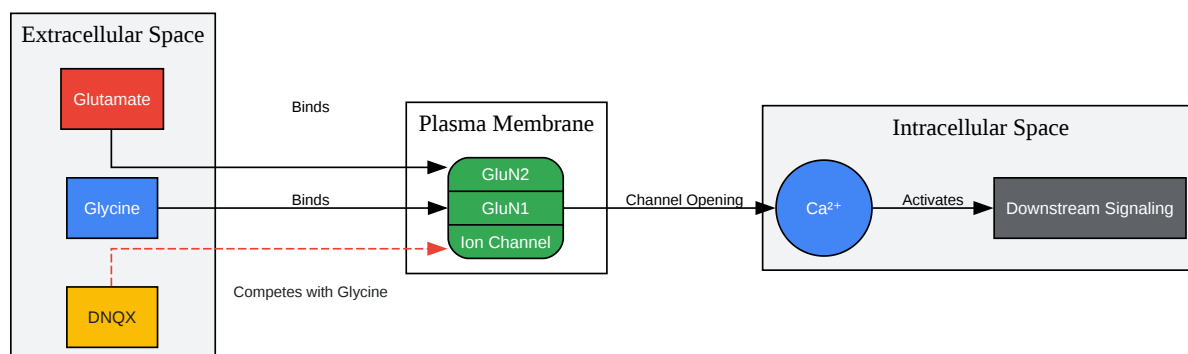 Extracellular Space
Glutamate
Glycine
DNQX
Binds
Binds
Competes with Glycine
Plasma Membrane
GluN2
GluN1
Ion Channel
Channel Opening
Intracellular Space
Ca²⁺
Activates
Downstream Signaling